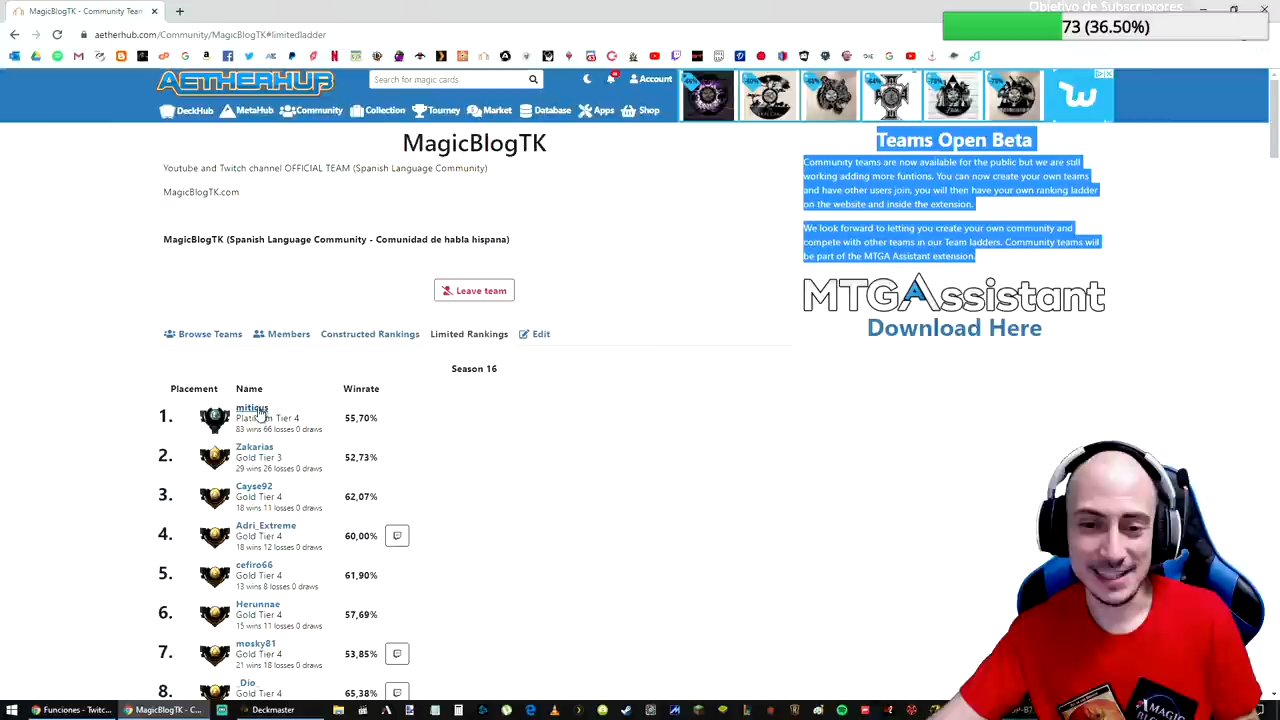 MagicBlogTK Team - Community
Objetivo de Subscriptores
73 (36.50%)
aetherhub.com/Community/MagicBlogTK#limitedladder
AETHERHUB
Search for magic cards
Account
DeckHub
MetaHub
Community
Collection
Tourney
Market
Database
Apps
Shop
MagicBlogTK
Youtube and Twitch channel OFFICIAL TEAM (Spanish Language Community)
MagicBlogTK.com
MagicBlogTK (Spanish Language Community - Comunidad de habla hispana)
Leave team
Teams Open Beta
Community teams are now available for the public but we are still
working adding more funtions. You can now create your own teams
and have other users join, you will then have your own ranking ladder
on the website and inside the extension.
We look forward to letting you create your own community and
compete with other teams in our Team ladders. Community teams will
be part of the MTGA Assistant extension.
MTGAssistant
Download Here
Browse Teams
Members
Constructed Rankings
Limited Rankings
Edit
Season 16
Placement Name Winrate
1. miticus
Platinum Tier 4 55,70%
83 wins 66 losses 0 draws
2. Zakarias
Gold Tier 3 52,73%
29 wins 26 losses 0 draws
3. Cayse92
Gold Tier 4 62,07%
18 wins 11 losses 0 draws
4. Adri_Extreme
Gold Tier 4 60,00%
18 wins 12 losses 0 draws
5. cefiro66
Gold Tier 4 61,90%
13 wins 8 losses 0 draws
6. Herunnae
Gold Tier 4 57,69%
15 wins 11 losses 0 draws
7. mosky81
Gold Tier 4 53,85%
21 wins 18 losses 0 draws
8. _Dio_
Gold Tier 4 65,38%
Funciones - Twitc...
MagicBlogTK - C...
Deckmaster